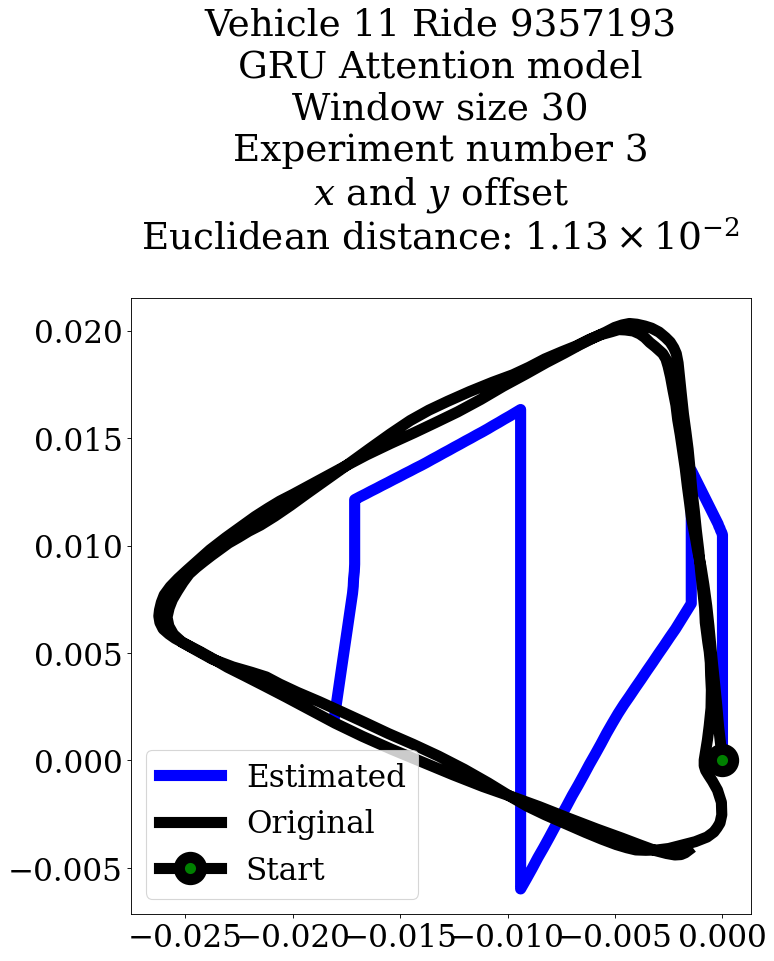 Vehicle 11 Ride 9357193
GRU Attention model
Window size 30
Experiment number 3
x and y offset
Euclidean distance: 1.13 × 10⁻²
0.020
0.015
0.010
0.005
0.000
−0.005
Estimated
Original
Start
−0.025 −0.020 −0.015 −0.010 −0.005 0.000